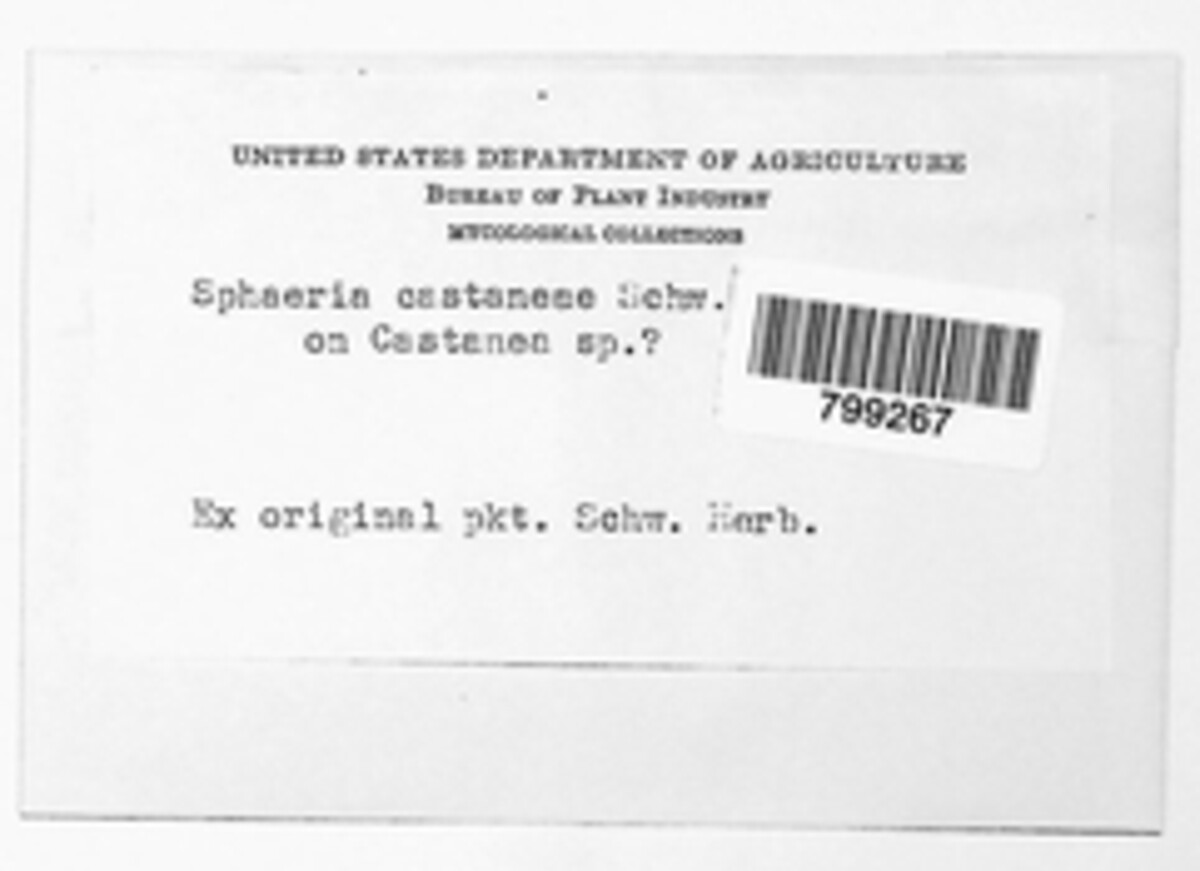 UNITED STATES DEPARTMENT OF AGRICULTURE
BUREAU OF PLANT INDUSTRY
MYCOLOGICAL COLLECTIONS
Sphaeria castaneae Schw.
on Castanea sp.?
799267
Ex original pkt. Schw. Herb.